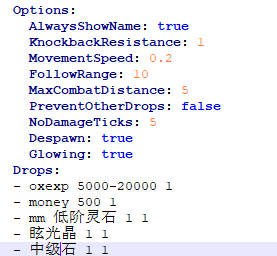 Options:
AlwaysShowName: true
KnockbackResistance: 1
MovementSpeed: 0.2
FollowRange: 10
MaxCombatDistance: 5
PreventOtherDrops: false
NoDamageTicks: 5
Despawn: true
Glowing: true
Drops:
- oxexp 5000-20000 1
- money 500 1
- mm 低阶灵石 1 1
- 眩光晶 1 1
- 中级石 1 1